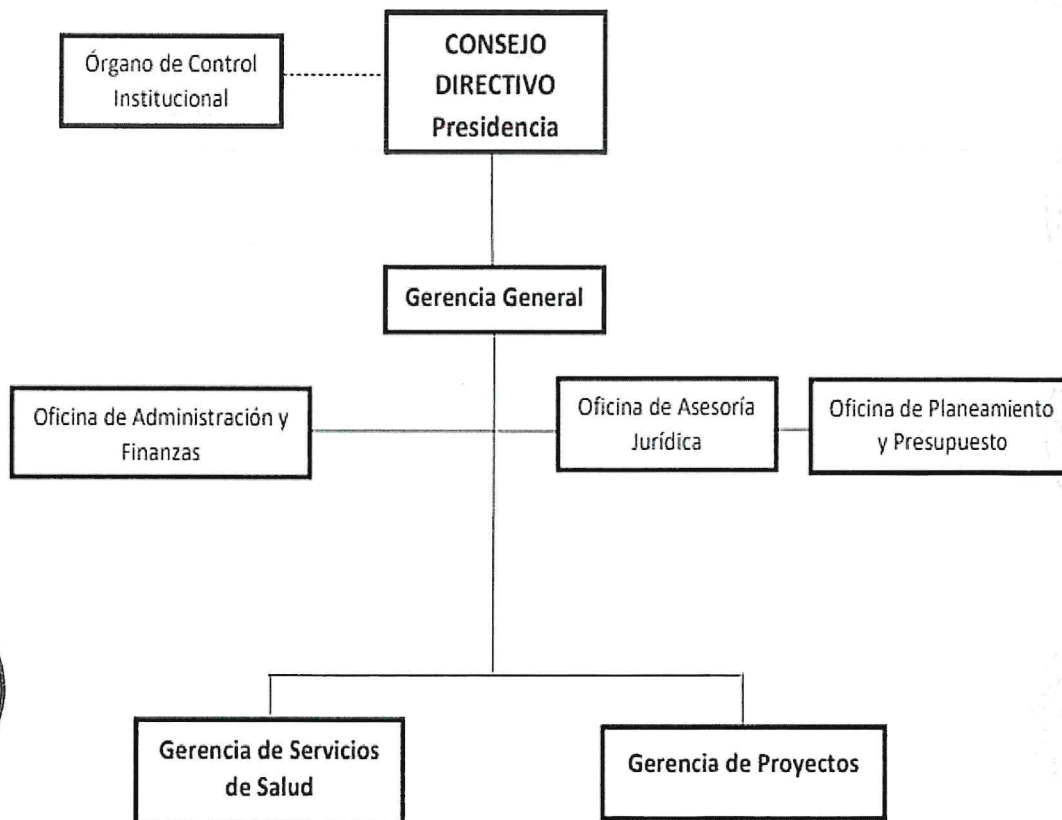 Órgano de Control
Institucional
CONSEJO
DIRECTIVO
Presidencia
Gerencia General
Oficina de Administración y
Finanzas
Oficina de Asesoría
Jurídica
Oficina de Planeamiento
y Presupuesto
Gerencia de Servicios
de Salud
Gerencia de Proyectos